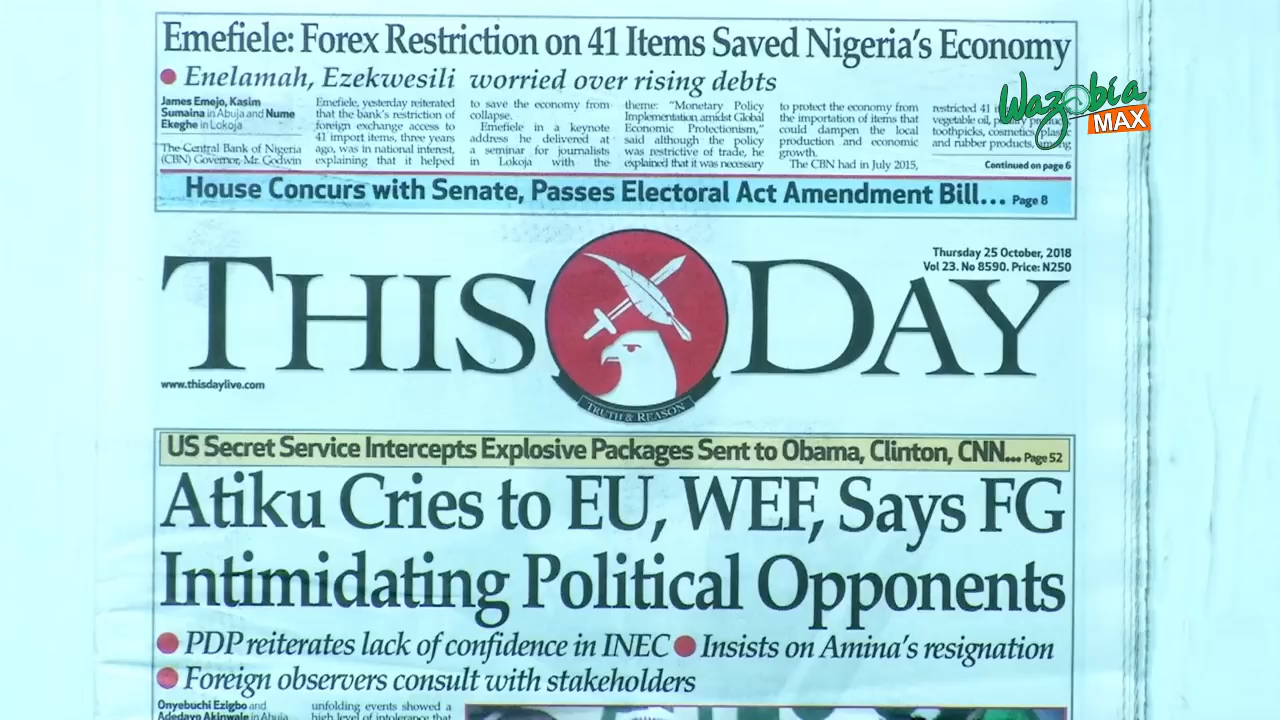 Emefiele: Forex Restriction on 41 Items Saved Nigeria's Economy
Enelamah, Ezekwesili worried over rising debts
James Emejo, Kasim
Sumaina in Abuja and Nume
Ekeghe in Lokoja
The Central Bank of Nigeria
(CBN) Governor, Mr. Godwin
Emefiele, yesterday reiterated
that the bank's restriction of
foreign exchange access to
41 import items, three years
ago, was in national interest,
explaining that it helped
to save the economy from
collapse.
Emefiele in a keynote
address he delivered at
a seminar for journalists
in Lokoja with the
theme: "Monetary Policy
Implementation amidst Global
Economic Protectionism,"
said although the policy
was restrictive of trade, he
explained that it was necessary
to protect the economy from
the importation of items that
could dampen the local
production and economic
growth.
The CBN had in July 2015,
restricted 41
vegetable oil,
toothpicks, cosmetics,
and rubber products,
Continued on page 6
Wazobia
MAX
House Concurs with Senate, Passes Electoral Act Amendment Bill... Page 8
THISDAY
Thursday 25 October, 2018
Vol 23. No 8590. Price: N250
www.thisdaylive.com
TRUTH & REASON
US Secret Service Intercepts Explosive Packages Sent to Obama, Clinton, CNN... Page 52
Atiku Cries to EU, WEF, Says FG
Intimidating Political Opponents
PDP reiterates lack of confidence in INEC Insists on Amina's resignation
Foreign observers consult with stakeholders
Onyebuchi Ezigbo and
Adedayo Akinwale in Abuja
unfolding events showed a
high level of intolerance that